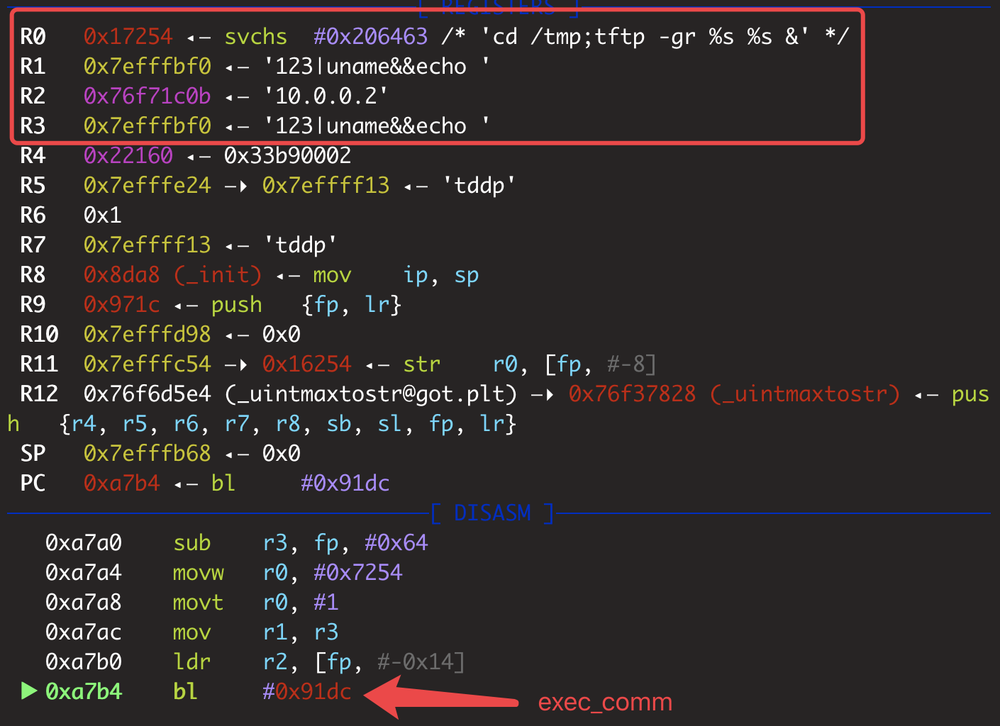 [ REGISTERS ]
R0 0x17254 ◂— svchs #0x206463 /* 'cd /tmp;tftp -gr %s %s &' */
R1 0x7efffbf0 ◂— '123|uname&&echo '
R2 0x76f71c0b ◂— '10.0.0.2'
R3 0x7efffbf0 ◂— '123|uname&&echo '
R4 0x22160 ◂— 0x33b90002
R5 0x7efffe24 —▸ 0x7effff13 ◂— 'tddp'
R6 0x1
R7 0x7effff13 ◂— 'tddp'
R8 0x8da8 (_init) ◂— mov ip, sp
R9 0x971c ◂— push {fp, lr}
R10 0x7efffd98 ◂— 0x0
R11 0x7efffc54 —▸ 0x16254 ◂— str r0, [fp, #-8]
R12 0x76f6d5e4 (_uintmaxtostr@got.plt) —▸ 0x76f37828 (_uintmaxtostr) ◂— pus
h {r4, r5, r6, r7, r8, sb, sl, fp, lr}
SP 0x7efffb68 ◂— 0x0
PC 0xa7b4 ◂— bl #0x91dc
[ DISASM ]
0xa7a0 sub r3, fp, #0x64
0xa7a4 movw r0, #0x7254
0xa7a8 movt r0, #1
0xa7ac mov r1, r3
0xa7b0 ldr r2, [fp, #-0x14]
► 0xa7b4 bl #0x91dc
exec_comm